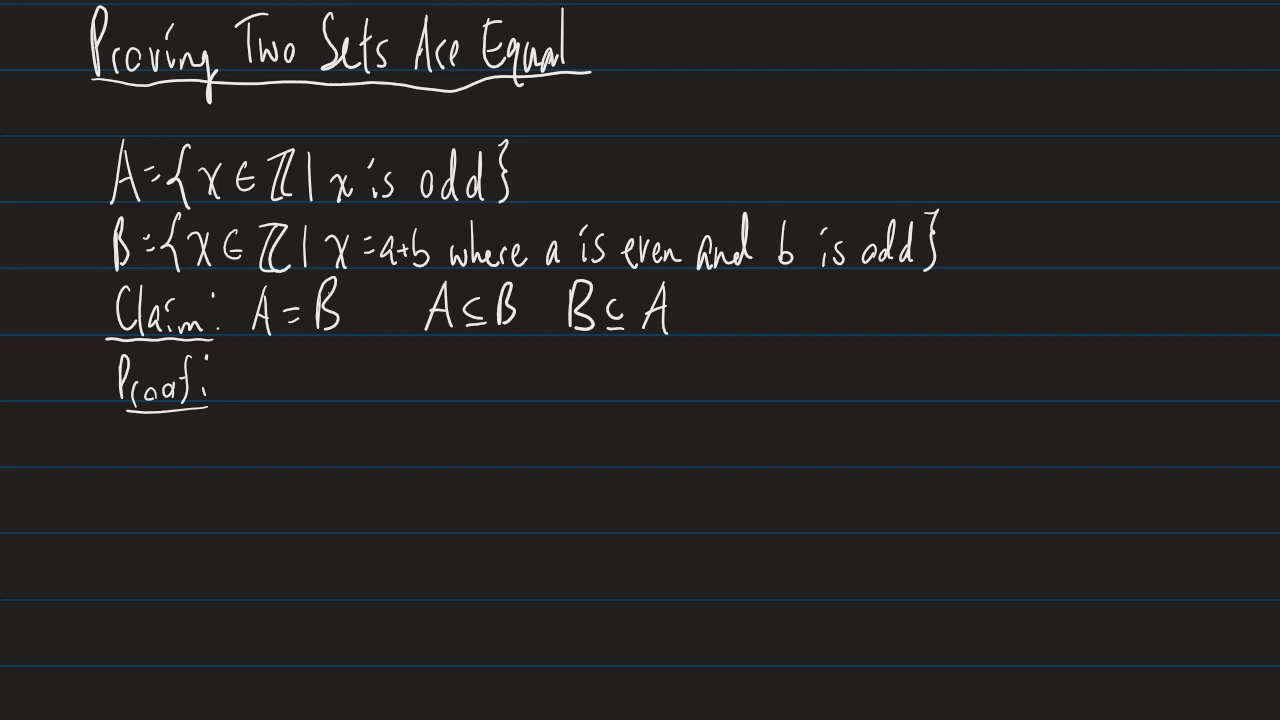 Proving Two Sets Are Equal
A={x∈ℤ|x is odd}
B={x∈ℤ|x=a+b where a is even and b is odd}
Claim: A=B A⊆B B⊆A
Proof: